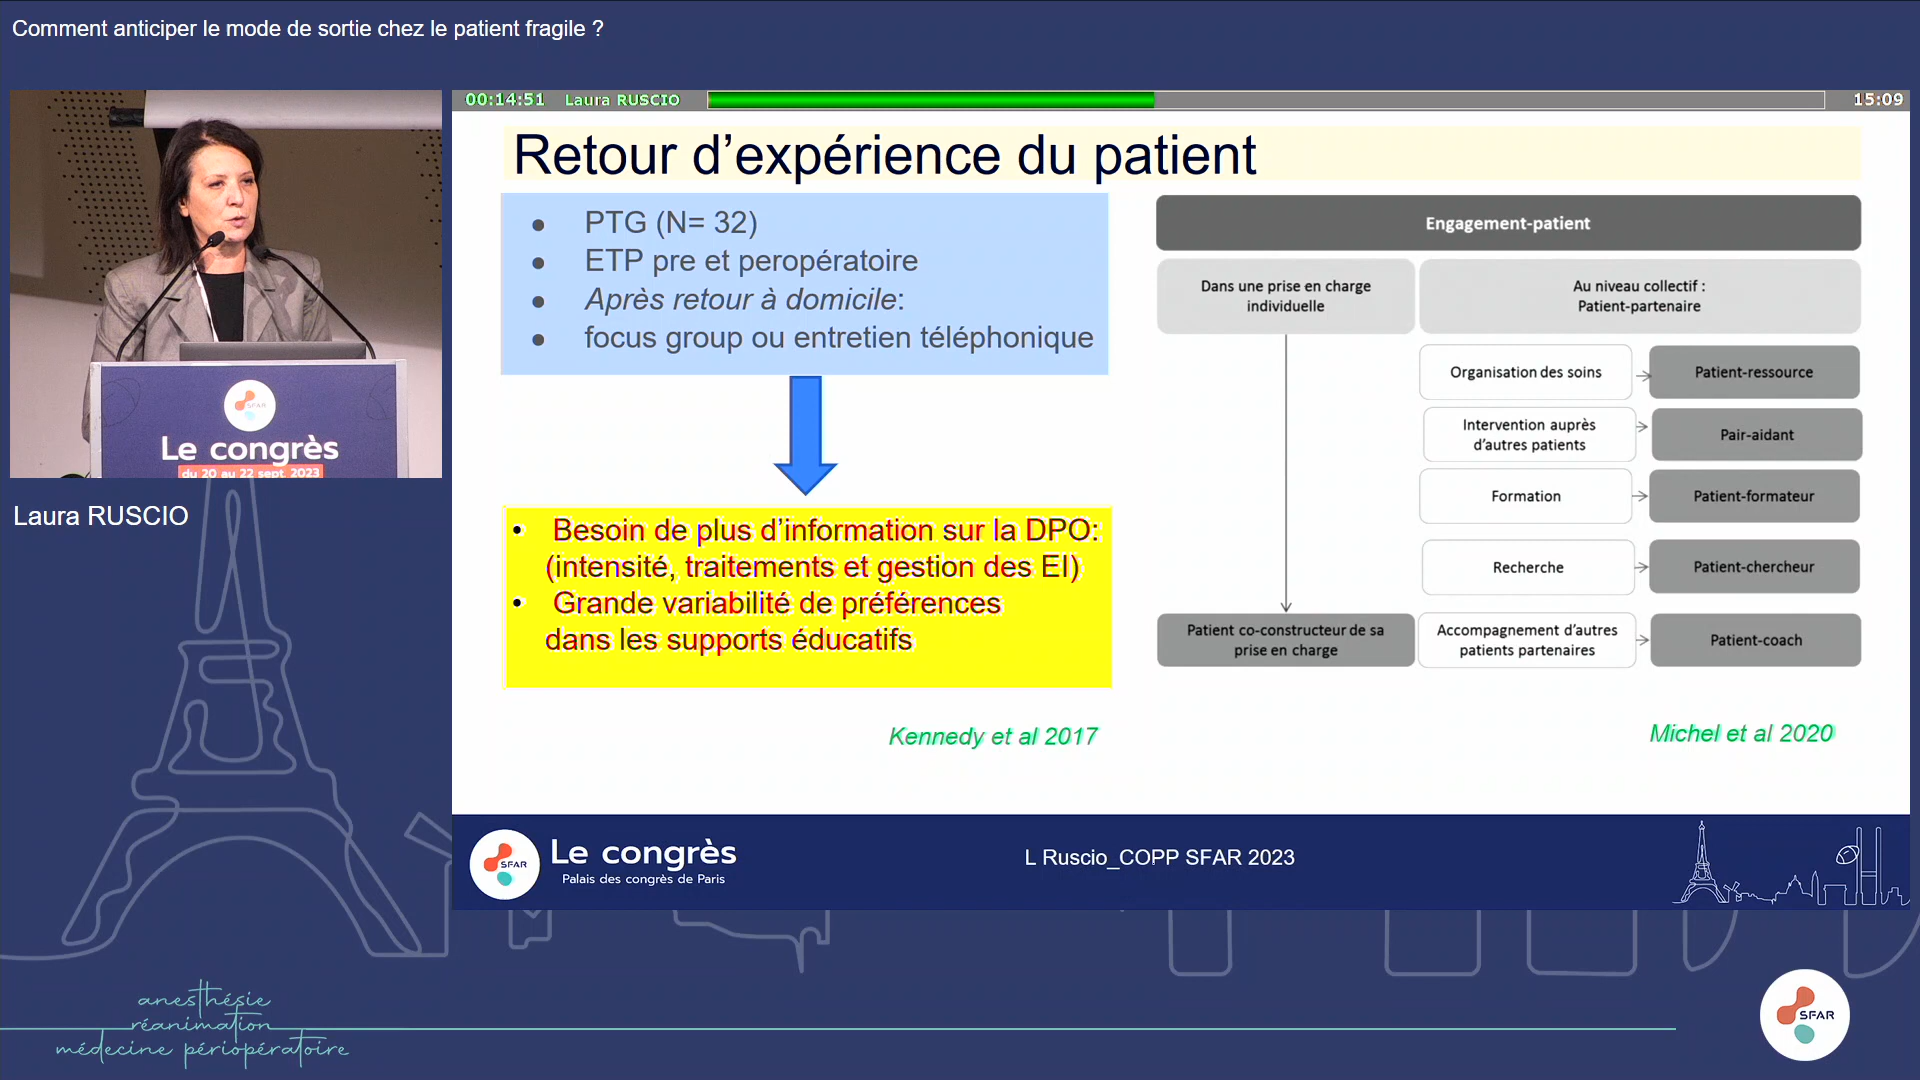 Comment anticiper le mode de sortie chez le patient fragile ?
00:14:51 Laura RUSCIO 15:09
SFAR
Le congrès
du 20 au 22 sept. 2023
Laura RUSCIO
Retour d’expérience du patient
• PTG (N= 32)
• ETP pre et peropératoire
• Après retour à domicile:
• focus group ou entretien téléphonique
• Besoin de plus d’information sur la DPO:
(intensité, traitements et gestion des EI)
• Grande variabilité de préférences
dans les supports éducatifs
Kennedy et al 2017
Engagement-patient
Dans une prise en charge
individuelle
Au niveau collectif :
Patient-partenaire
Organisation des soins
Patient-ressource
Intervention auprès
d’autres patients
Pair-aidant
Formation
Patient-formateur
Recherche
Patient-chercheur
Patient co-constructeur de sa
prise en charge
Accompagnement d’autres
patients partenaires
Patient-coach
Michel et al 2020
SFAR
Le congrès
Palais des congrès de Paris
L Ruscio_COPP SFAR 2023
anesthésie
réanimation
médecine périopératoire
SFAR